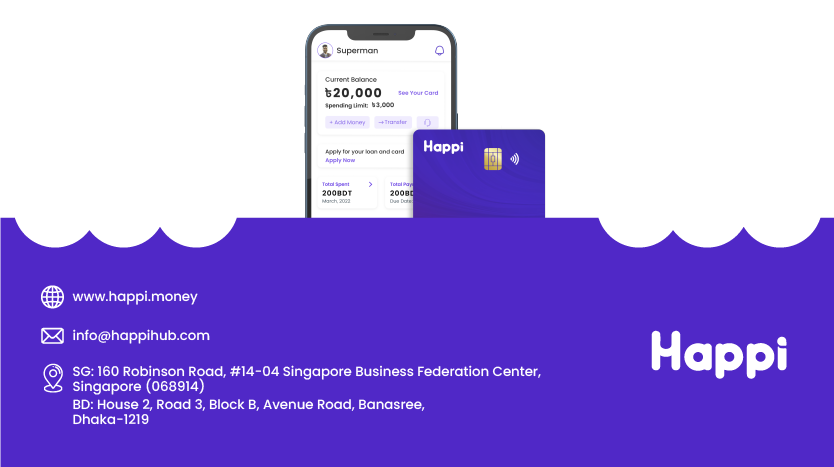 Superman
Current Balance
৳20,000
See Your Card
Spending Limit: ৳3,000
+ Add Money
→ Transfer
Apply for your loan and card
Apply Now
Total Spent
200BDT
March, 2022
Total Pay
200BD
Due Date:
Happi
www.happi.money
info@happihub.com
SG: 160 Robinson Road, #14-04 Singapore Business Federation Center,
Singapore (068914)
BD: House 2, Road 3, Block B, Avenue Road, Banasree,
Dhaka-1219
Happi